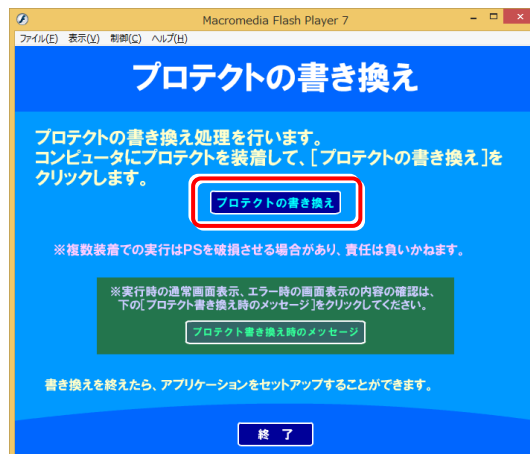 Macromedia Flash Player 7
ファイル(F) 表示(V) 制御(C) ヘルプ(H)
プロテクトの書き換え
プロテクトの書き換え処理を行います。
コンピュータにプロテクトを装着して、[プロテクトの書き換え]を
クリックします。
プロテクトの書き換え
※複数装着での実行はPSを破損させる場合があり、責任は負いかねます。
※実行時の通常画面表示、エラー時の画面表示の内容の確認は、
下の[プロテクト書き換え時のメッセージ]をクリックしてください。
プロテクト書き換え時のメッセージ
書き換えを終えたら、アプリケーションをセットアップすることができます。
終 了